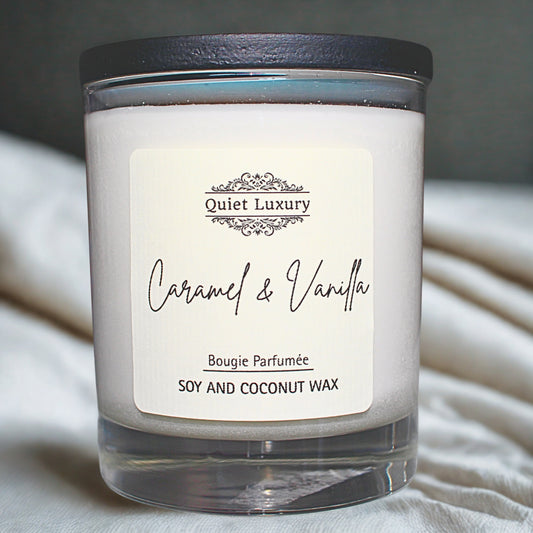 Quiet Luxury
Caramel & Vanilla
Bougie Parfumée
SOY AND COCONUT WAX